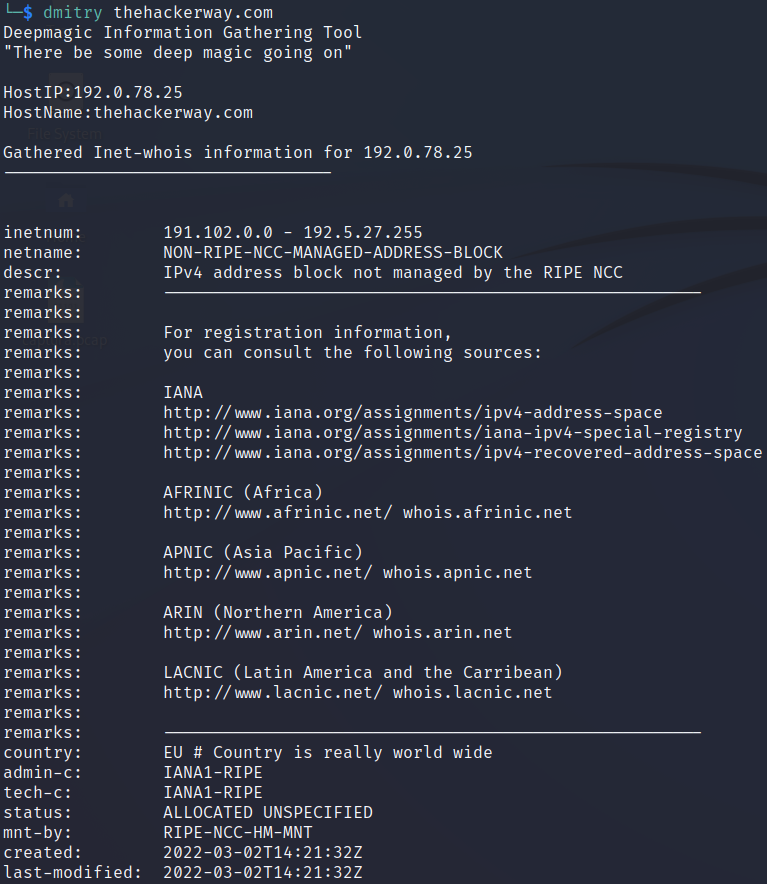 └─$ dmitry thehackerway.com
Deepmagic Information Gathering Tool
"There be some deep magic going on"

HostIP:192.0.78.25
HostName:thehackerway.com

Gathered Inet-whois information for 192.0.78.25
---------------------------------

inetnum:        191.102.0.0 - 192.5.27.255
netname:        NON-RIPE-NCC-MANAGED-ADDRESS-BLOCK
descr:          IPv4 address block not managed by the RIPE NCC
remarks:        ------------------------------------------------------
remarks:
remarks:        For registration information,
remarks:        you can consult the following sources:
remarks:
remarks:        IANA
remarks:        http://www.iana.org/assignments/ipv4-address-space
remarks:        http://www.iana.org/assignments/iana-ipv4-special-registry
remarks:        http://www.iana.org/assignments/ipv4-recovered-address-space
remarks:
remarks:        AFRINIC (Africa)
remarks:        http://www.afrinic.net/ whois.afrinic.net
remarks:
remarks:        APNIC (Asia Pacific)
remarks:        http://www.apnic.net/ whois.apnic.net
remarks:
remarks:        ARIN (Northern America)
remarks:        http://www.arin.net/ whois.arin.net
remarks:
remarks:        LACNIC (Latin America and the Carribean)
remarks:        http://www.lacnic.net/ whois.lacnic.net
remarks:
remarks:        ------------------------------------------------------
country:        EU # Country is really world wide
admin-c:        IANA1-RIPE
tech-c:         IANA1-RIPE
status:         ALLOCATED UNSPECIFIED
mnt-by:         RIPE-NCC-HM-MNT
created:        2022-03-02T14:21:32Z
last-modified:  2022-03-02T14:21:32Z
File System